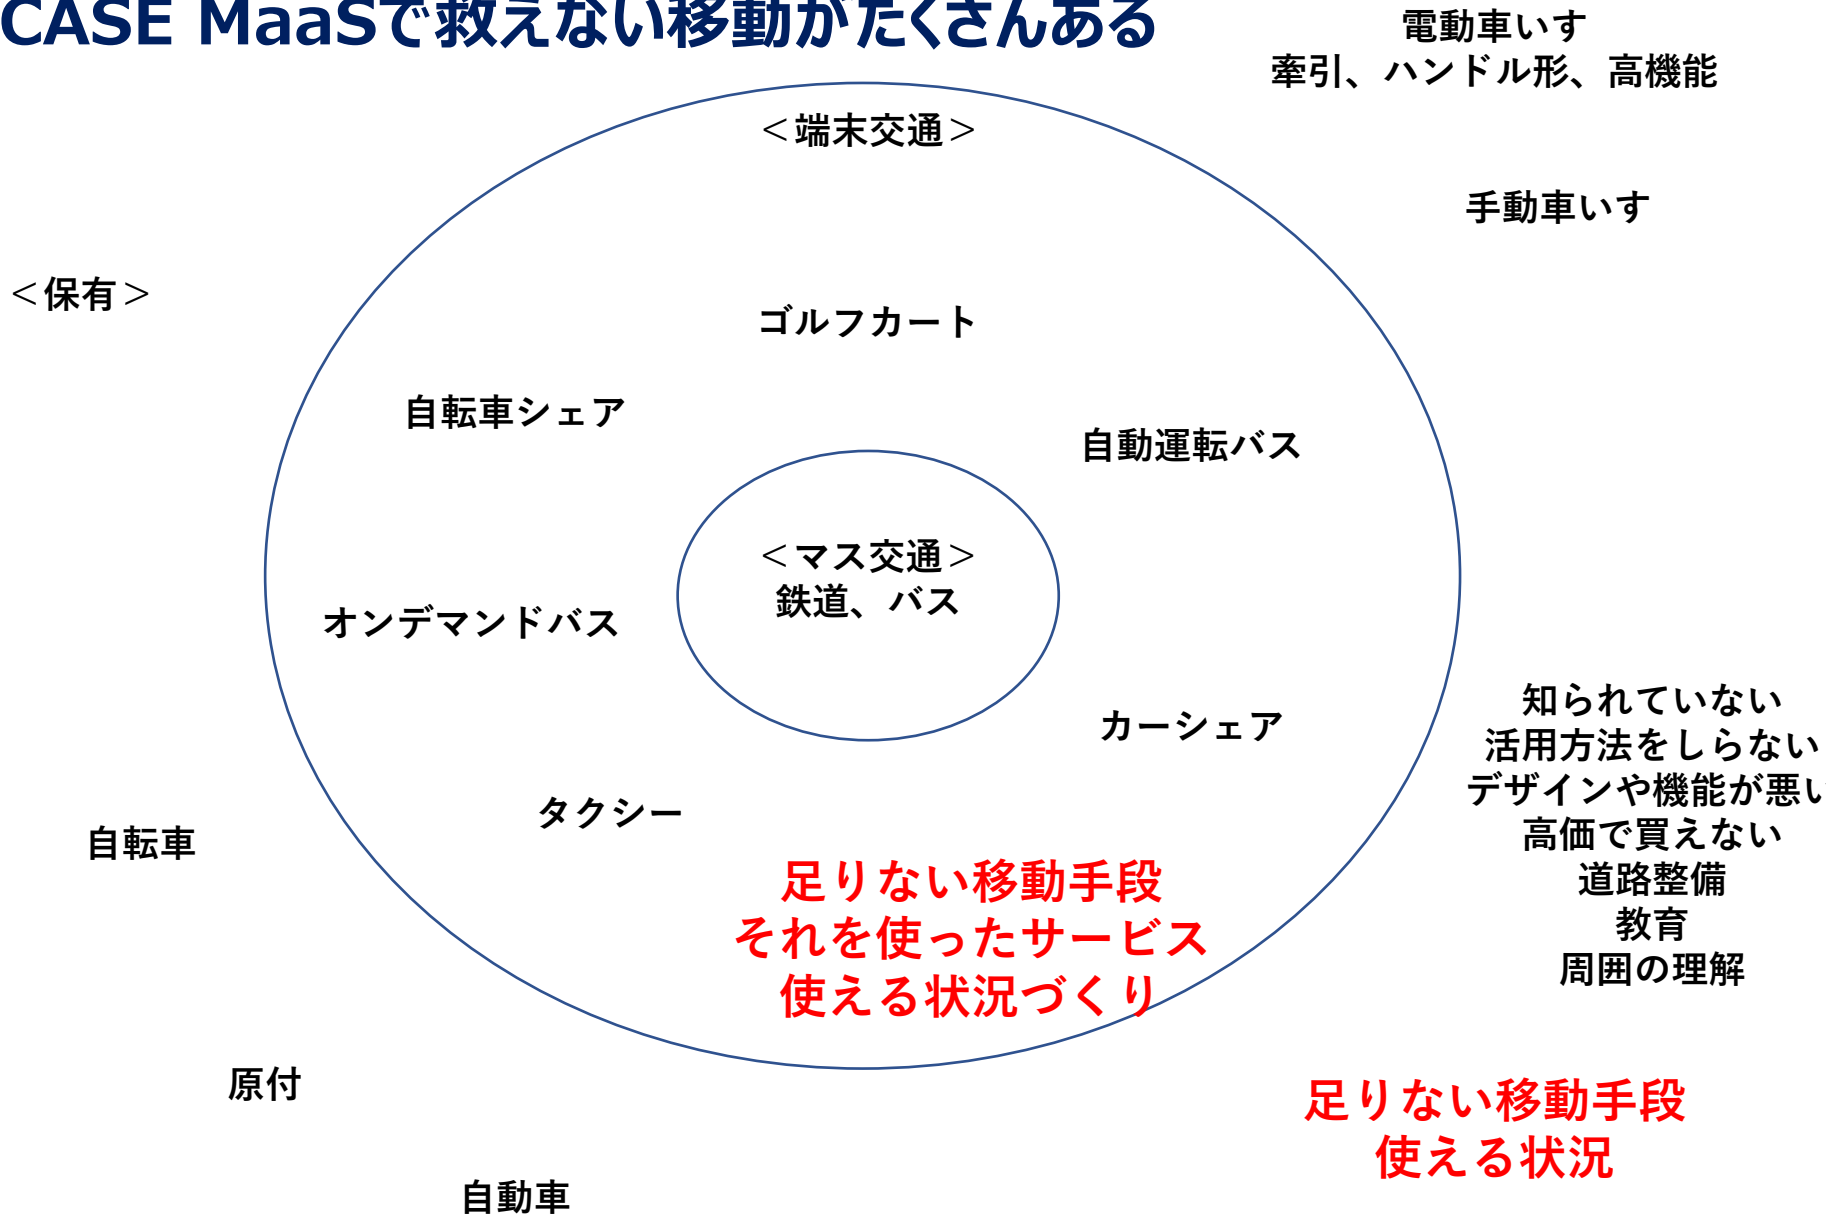 CASE MaaSで救えない移動がたくさんある
電動車いす
牽引、ハンドル形、高機能
＜端末交通＞
手動車いす
＜保有＞
ゴルフカート
自転車シェア
自動運転バス
＜マス交通＞
鉄道、バス
オンデマンドバス
カーシェア
タクシー
知られていない
活用方法をしらない
デザインや機能が悪い
高価で買えない
道路整備
教育
周囲の理解
自転車
足りない移動手段
それを使ったサービス
使える状況づくり
原付
足りない移動手段
使える状況
自動車